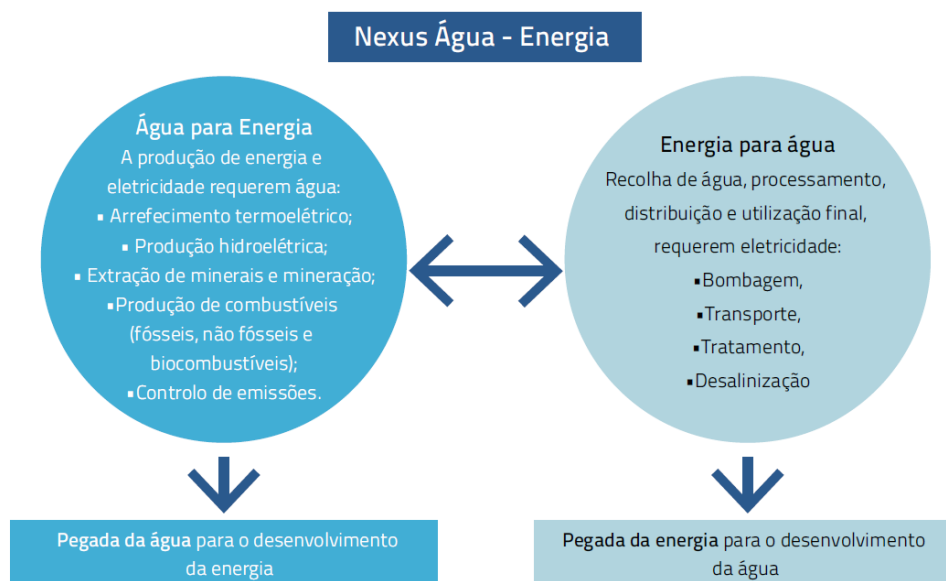 Nexus Água - Energia
Água para Energia
A produção de energia e
eletricidade requerem água:
▪ Arrefecimento termoelétrico;
▪ Produção hidroelétrica;
▪ Extração de minerais e mineração;
▪Produção de combustíveis
(fósseis, não fósseis e
biocombustíveis);
▪Controlo de emissões.
Energia para água
Recolha de água, processamento,
distribuição e utilização final,
requerem eletricidade:
▪Bombagem,
▪Transporte,
▪Tratamento,
▪Desalinização
Pegada da água para o desenvolvimento
da energia
Pegada da energia para o desenvolvimento
da água